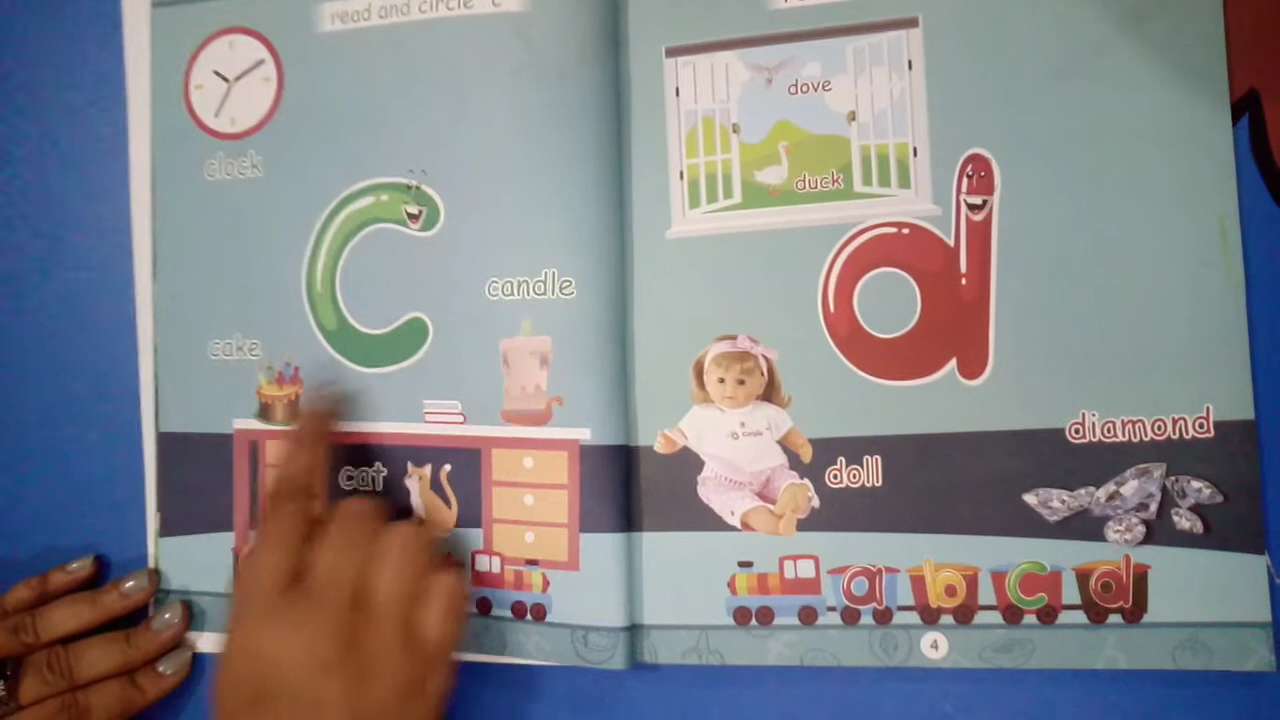 read and circle "c"
clock
c
candle
cake
cat
dove
duck
d
doll
diamond
a b c d
4